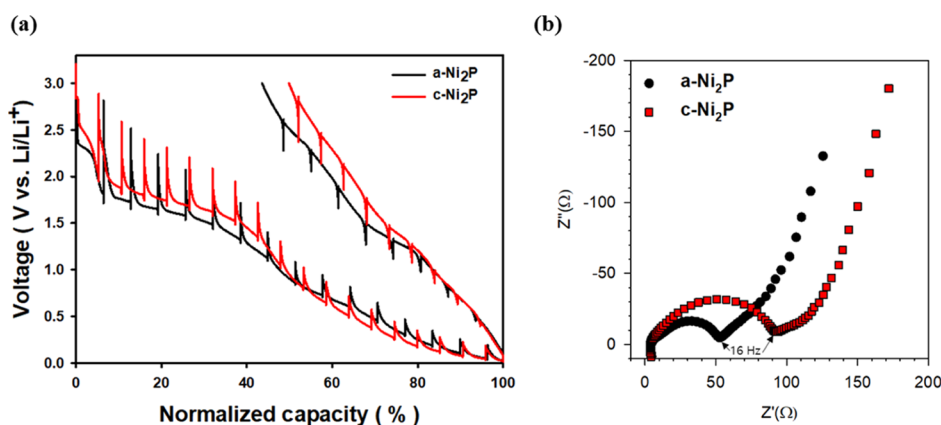 (a)
3.0
2.5
2.0
1.5
1.0
0.5
0.0
Voltage ( V vs. Li/Li⁺)
a-Ni₂P
c-Ni₂P
0 20 40 60 80 100
Normalized capacity ( % )
(b)
-200
-150
-100
-50
0
Z"(Ω)
a-Ni₂P
c-Ni₂P
16 Hz
0 50 100 150 200
Z'(Ω)